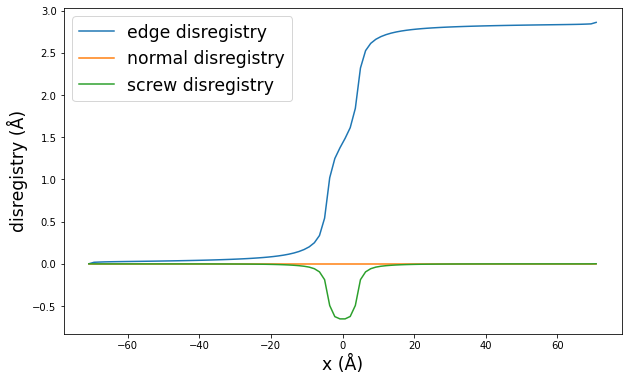 edge disregistry
normal disregistry
screw disregistry
disregistry (Å)
3.0
2.5
2.0
1.5
1.0
0.5
0.0
−0.5
−60 −40 −20 0 20 40 60
x (Å)